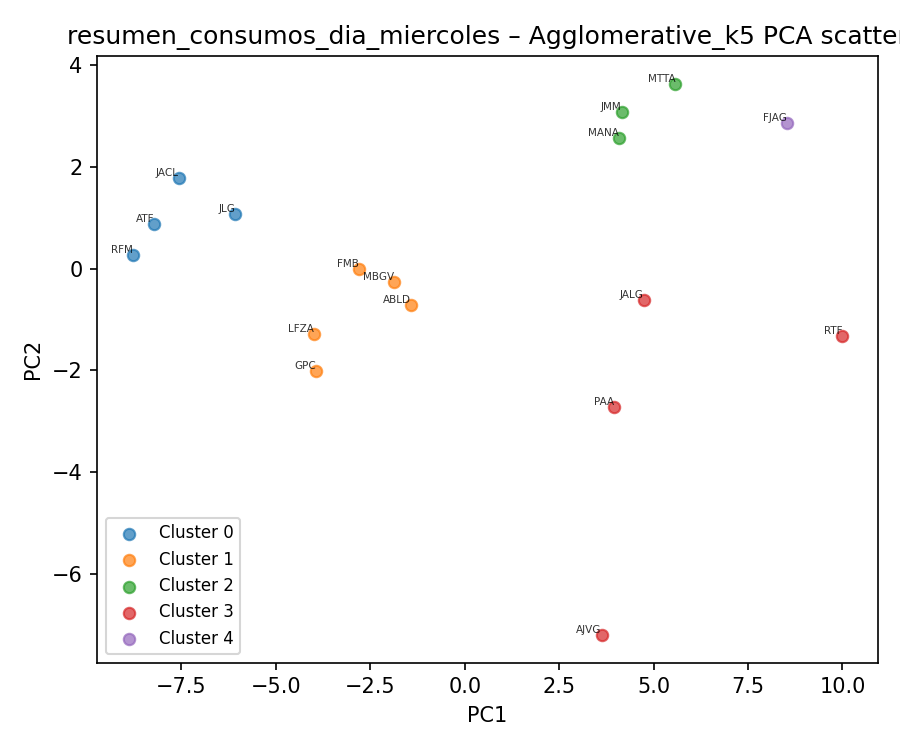 resumen_consumos_dia_miercoles – Agglomerative_k5 PCA scatter
4
2
0
−2
−4
−6
PC2
MTTA
JMM
FJAG
MANA
JACL
JLG
ATF
RFM
FMB
MBGV
ABLD
JALG
LFZA
RTF
GPC
PAA
AJVG
Cluster 0
Cluster 1
Cluster 2
Cluster 3
Cluster 4
−7.5 −5.0 −2.5 0.0 2.5 5.0 7.5 10.0
PC1